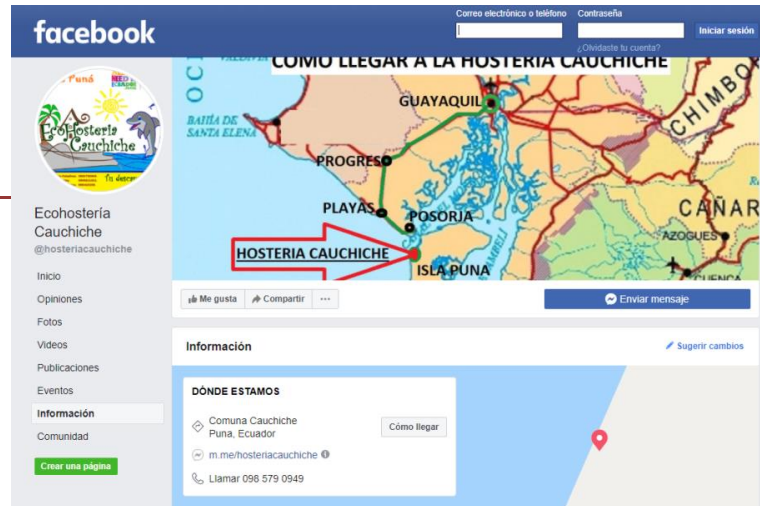 facebook
Correo electrónico o teléfono
Contraseña
Iniciar sesión
¿Olvidaste tu cuenta?
Puná
EcoHosteria
Cauchiche
Tu descan
COMO LLEGAR A LA HOSTERIA CAUCHICHE
GUAYAQUIL
CHIMBO
BAHÍA DE
SANTA ELENA
PROGRESO
PLAYAS
POSORJA
CAÑAR
AZOGUES
HOSTERIA CAUCHICHE
ISLA PUNA
CUENCA
Ecohostería
Cauchiche
@hosteriacauchiche
Inicio
Opiniones
Fotos
Videos
Publicaciones
Eventos
Información
Comunidad
Crear una página
Me gusta
Compartir
Enviar mensaje
Información
Sugerir cambios
DÓNDE ESTAMOS
Comuna Cauchiche
Puna, Ecuador
Cómo llegar
m.me/hosteriacauchiche
Llamar 098 579 0949